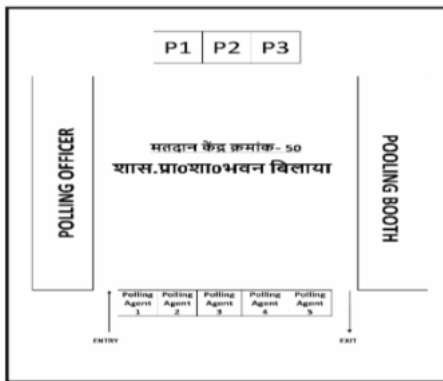 P1 P2 P3
POLLING OFFICER
मतदान केंद्र क्रमांक- 50
शास.प्रा0शा0भवन बिलाया
POOLING BOOTH
Polling Agent 1
Polling Agent 2
Polling Agent 3
Polling Agent 4
Polling Agent 5
ENTRY
EXIT